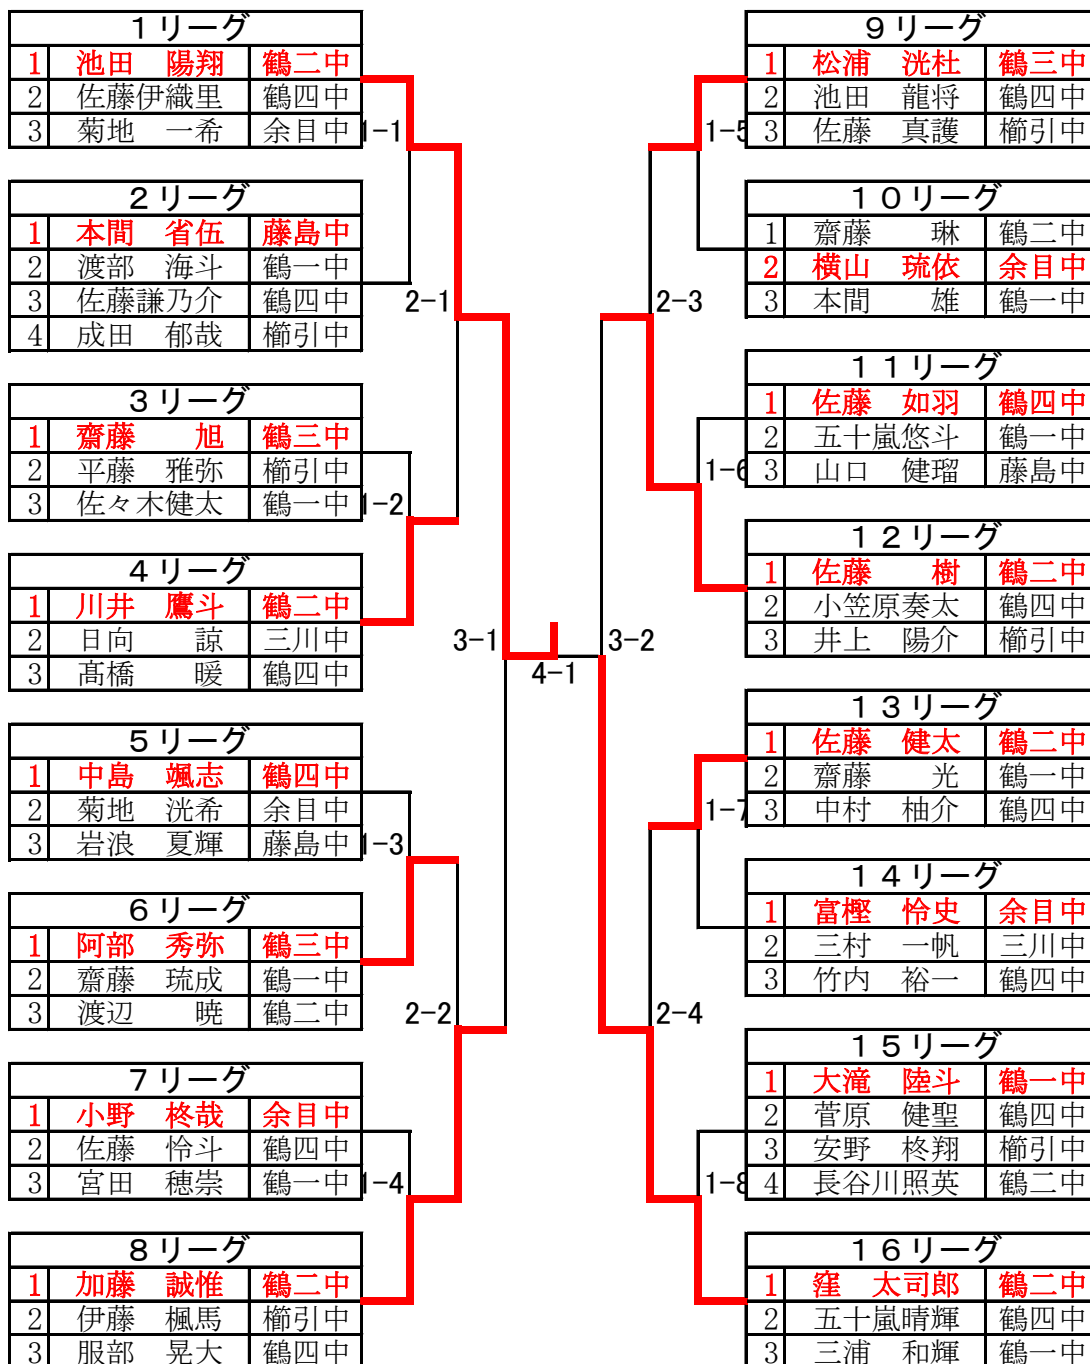 1リーグ
1 池田　陽翔 鶴二中
2 佐藤伊織里 鶴四中
3 菊地　一希 余目中
1-1
2リーグ
1 本間　省伍 藤島中
2 渡部　海斗 鶴一中
3 佐藤謙乃介 鶴四中
4 成田　郁哉 櫛引中
2-1
3リーグ
1 齋藤　旭 鶴三中
2 平藤　雅弥 櫛引中
3 佐々木健太 鶴一中
1-2
4リーグ
1 川井　鷹斗 鶴二中
2 日向　諒 三川中
3 髙橋　暖 鶴四中
3-1
4-1
5リーグ
1 中島　颯志 鶴四中
2 菊地　洸希 余目中
3 岩浪　夏輝 藤島中
1-3
6リーグ
1 阿部　秀弥 鶴三中
2 齋藤　琉成 鶴一中
3 渡辺　暁 鶴二中
2-2
7リーグ
1 小野　柊哉 余目中
2 佐藤　怜斗 鶴四中
3 宮田　穂崇 鶴一中
1-4
8リーグ
1 加藤　誠惟 鶴二中
2 伊藤　楓馬 櫛引中
3 服部　晃大 鶴四中
9リーグ
1 松浦　洸杜 鶴三中
2 池田　龍将 鶴四中
1-5
3 佐藤　真護 櫛引中
10リーグ
1 齋藤　琳 鶴二中
2 横山　琉依 余目中
3 本間　雄 鶴一中
2-3
11リーグ
1 佐藤　如羽 鶴四中
2 五十嵐悠斗 鶴一中
1-6
3 山口　健瑠 藤島中
12リーグ
1 佐藤　樹 鶴二中
2 小笠原奏太 鶴四中
3 井上　陽介 櫛引中
3-2
13リーグ
1 佐藤　健太 鶴二中
2 齋藤　光 鶴一中
1-7
3 中村　柚介 鶴四中
14リーグ
1 富樫　怜史 余目中
2 三村　一帆 三川中
3 竹内　裕一 鶴四中
2-4
15リーグ
1 大滝　陸斗 鶴一中
2 菅原　健聖 鶴四中
3 安野　柊翔 櫛引中
1-8
4 長谷川照英 鶴二中
16リーグ
1 窪　太司郎 鶴二中
2 五十嵐晴輝 鶴四中
3 三浦　和輝 鶴一中